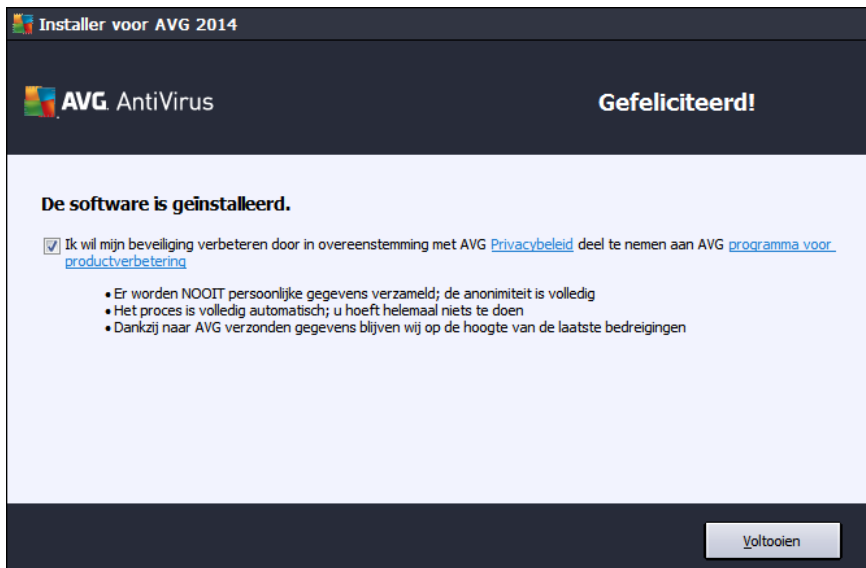 Installer voor AVG 2014
AVG. AntiVirus
Gefeliciteerd!
De software is geïnstalleerd.
Ik wil mijn beveiliging verbeteren door in overeenstemming met AVG Privacybeleid deel te nemen aan AVG programma voor
productverbetering
• Er worden NOOIT persoonlijke gegevens verzameld; de anonimiteit is volledig
• Het proces is volledig automatisch; u hoeft helemaal niets te doen
• Dankzij naar AVG verzonden gegevens blijven wij op de hoogte van de laatste bedreigingen
Voltooien